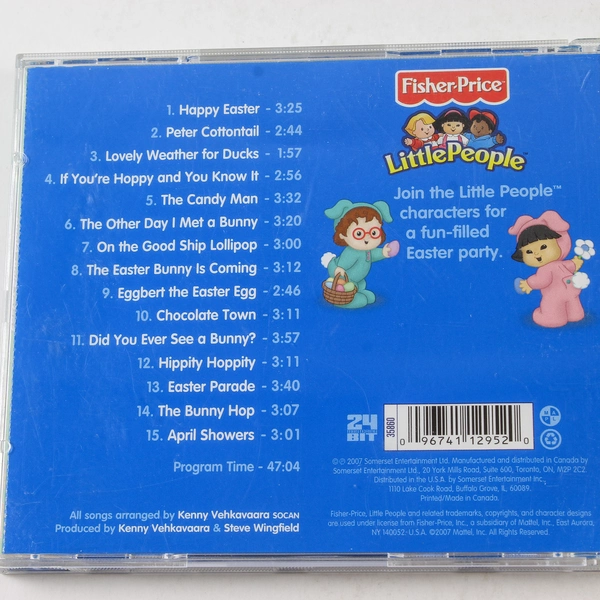 1. Happy Easter - 3:25
2. Peter Cottontail - 2:44
3. Lovely Weather for Ducks - 1:57
4. If You're Hoppy and You Know It - 2:56
5. The Candy Man - 3:32
6. The Other Day I Met a Bunny - 3:20
7. On the Good Ship Lollipop - 3:00
8. The Easter Bunny Is Coming - 3:12
9. Eggbert the Easter Egg - 2:46
10. Chocolate Town - 3:11
11. Did You Ever See a Bunny? - 3:57
12. Hippity Hoppity - 3:11
13. Easter Parade - 3:40
14. The Bunny Hop - 3:07
15. April Showers - 3:01
Program Time - 47:04
All songs arranged by Kenny Vehkavaara SOCAN
Produced by Kenny Vehkavaara & Steve Wingfield
Fisher-Price
Little People™
Join the Little People™
characters for
a fun-filled
Easter party.
24
BIT
35860
0 96741 12952 0
©℗ 2007 Somerset Entertainment Ltd. Manufactured and distributed in Canada by
Somerset Entertainment Ltd., 20 York Mills Road, Suite 600, Toronto, ON, M2P 2C2.
Distributed in the U.S.A. by Somerset Entertainment Inc.,
1110 Lake Cook Road, Buffalo Grove, IL, 60089.
Printed/Made in Canada.
Fisher-Price, Little People and related trademarks, copyrights, and character designs
are used under license from Fisher-Price, Inc., a subsidiary of Mattel, Inc., East Aurora,
NY 14052-U.S.A. ©2007 Mattel, Inc. All Rights Reserved.